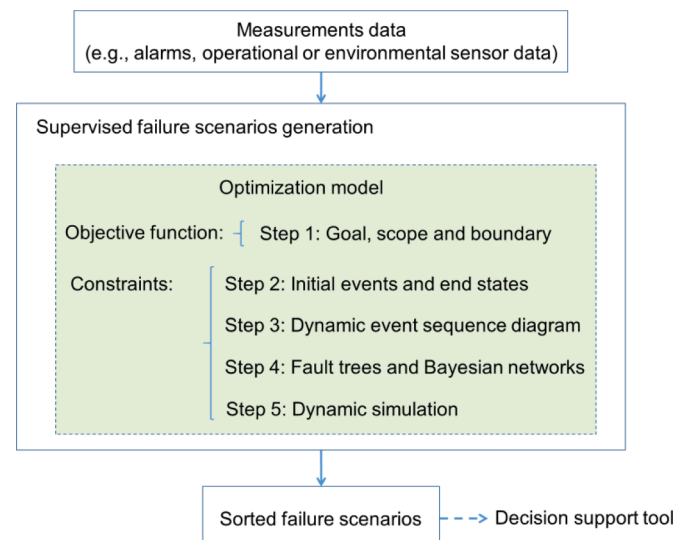 Measurements data
(e.g., alarms, operational or environmental sensor data)
Supervised failure scenarios generation
Optimization model
Objective function: Step 1: Goal, scope and boundary
Constraints: Step 2: Initial events and end states
Step 3: Dynamic event sequence diagram
Step 4: Fault trees and Bayesian networks
Step 5: Dynamic simulation
Sorted failure scenarios Decision support tool